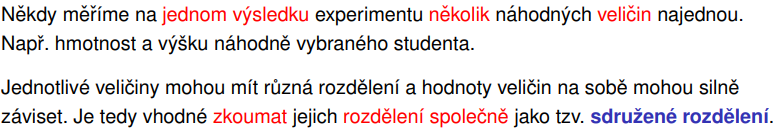 Někdy měříme na jednom výsledku experimentu několik náhodných veličin najednou.
Např. hmotnost a výšku náhodně vybraného studenta.
Jednotlivé veličiny mohou mít různá rozdělení a hodnoty veličin na sobě mohou silně
záviset. Je tedy vhodné zkoumat jejich rozdělení společně jako tzv. sdružené rozdělení.